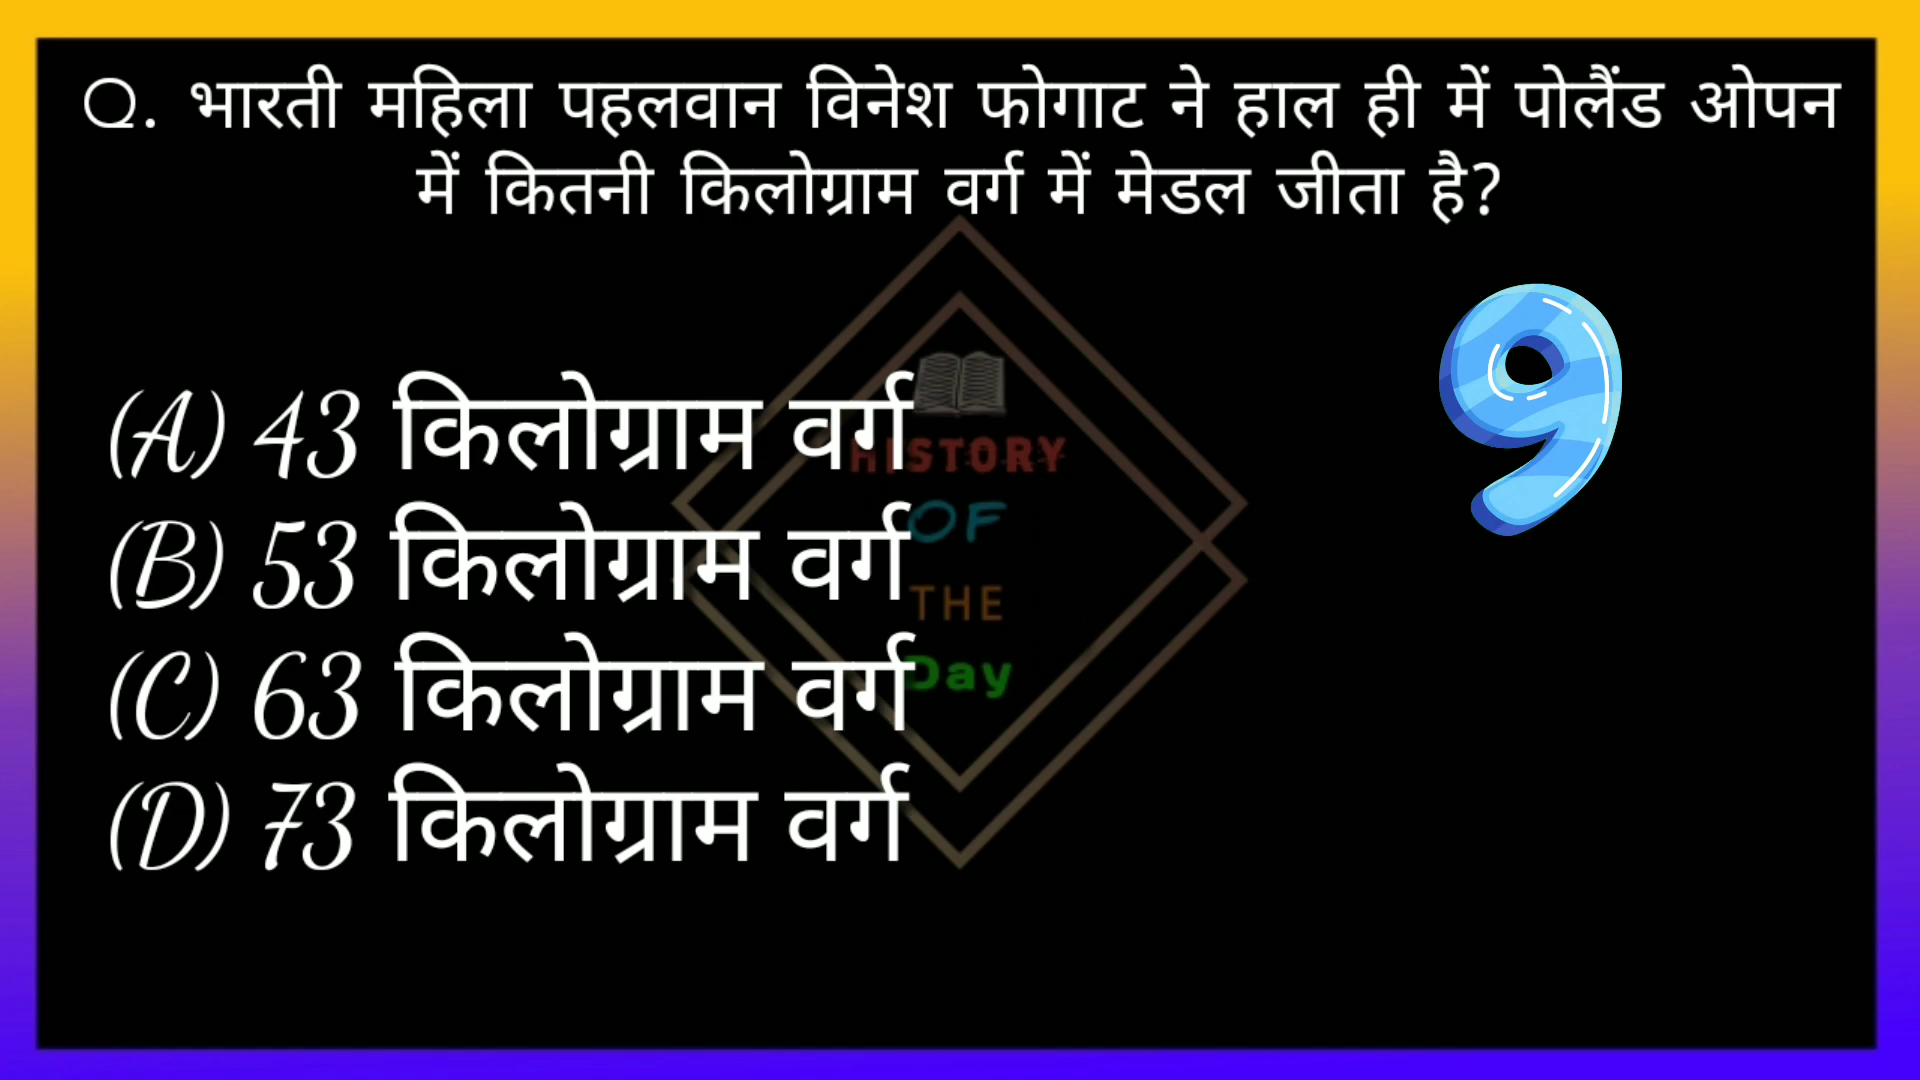 Q. भारती महिला पहलवान विनेश फोगाट ने हाल ही में पोलैंड ओपन
में कितनी किलोग्राम वर्ग में मेडल जीता है?
9
(A) 43 किलोग्राम वर्ग
(B) 53 किलोग्राम वर्ग
(C) 63 किलोग्राम वर्ग
(D) 73 किलोग्राम वर्ग
HISTORY
OF
THE
Day